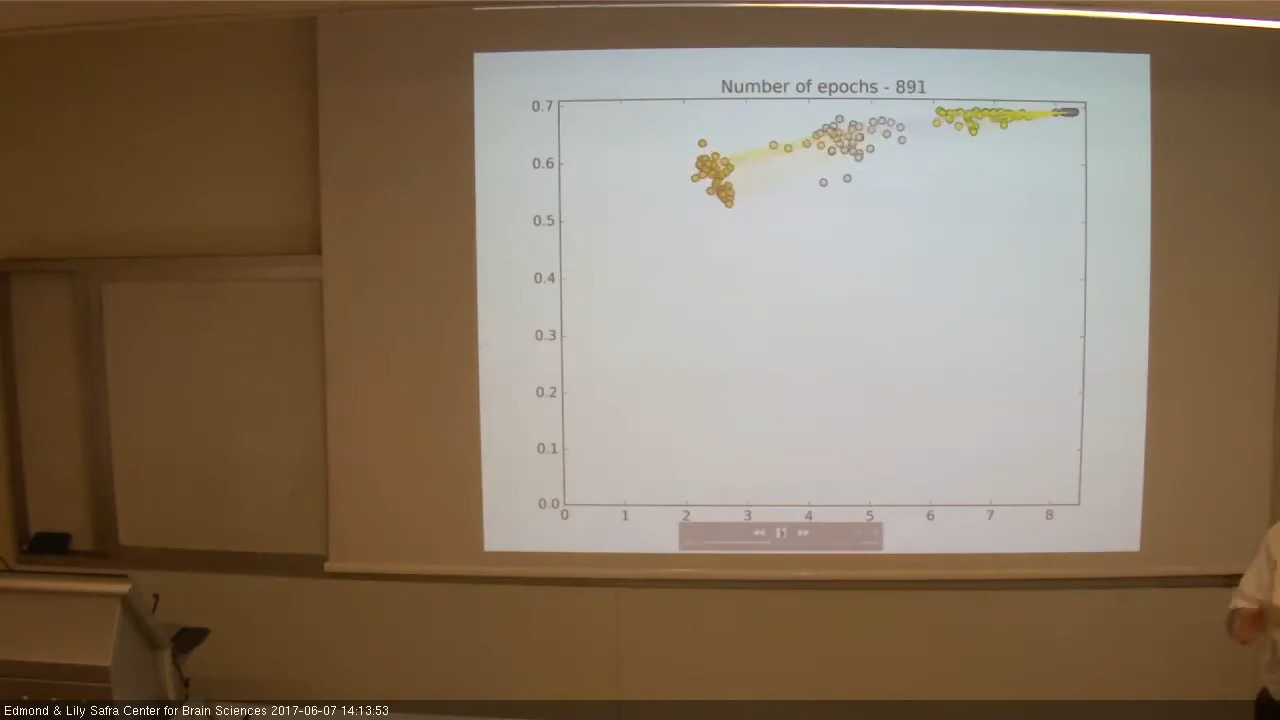 Number of epochs - 891
0.7
0.6
0.5
0.4
0.3
0.2
0.1
0.0
0 1 2 3 4 5 6 7 8
Edmond & Lily Safra Center for Brain Sciences 2017-06-07 14:13:53